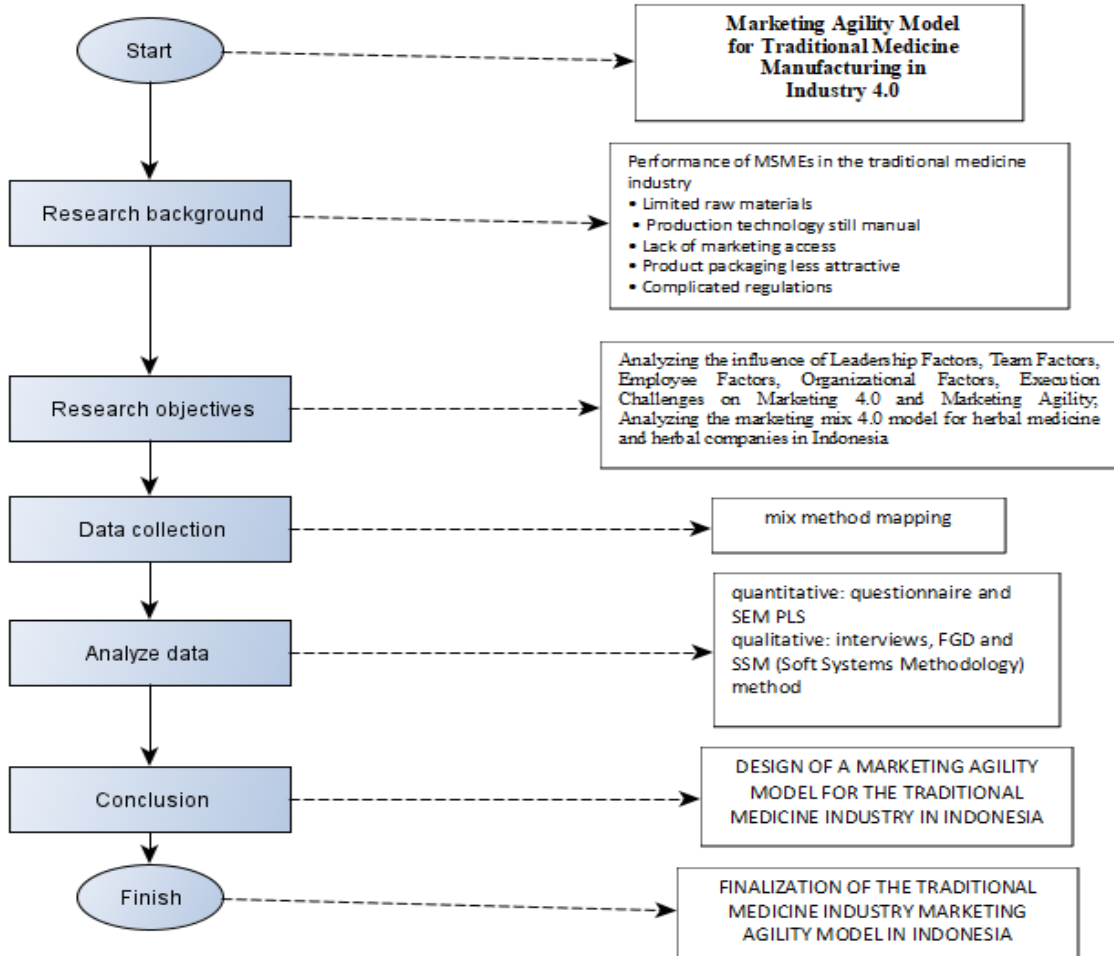 Start
Marketing Agility Model
for Traditional Medicine
Manufacturing in
Industry 4.0
Research background
Performance of MSMEs in the traditional medicine
industry
• Limited raw materials
• Production technology still manual
• Lack of marketing access
• Product packaging less attractive
• Complicated regulations
Research objectives
Analyzing the influence of Leadership Factors, Team Factors,
Employee Factors, Organizational Factors, Execution
Challenges on Marketing 4.0 and Marketing Agility;
Analyzing the marketing mix 4.0 model for herbal medicine
and herbal companies in Indonesia
Data collection
mix method mapping
Analyze data
quantitative: questionnaire and
SEM PLS
qualitative: interviews, FGD and
SSM (Soft Systems Methodology)
method
Conclusion
DESIGN OF A MARKETING AGILITY
MODEL FOR THE TRADITIONAL
MEDICINE INDUSTRY IN INDONESIA
Finish
FINALIZATION OF THE TRADITIONAL
MEDICINE INDUSTRY MARKETING
AGILITY MODEL IN INDONESIA